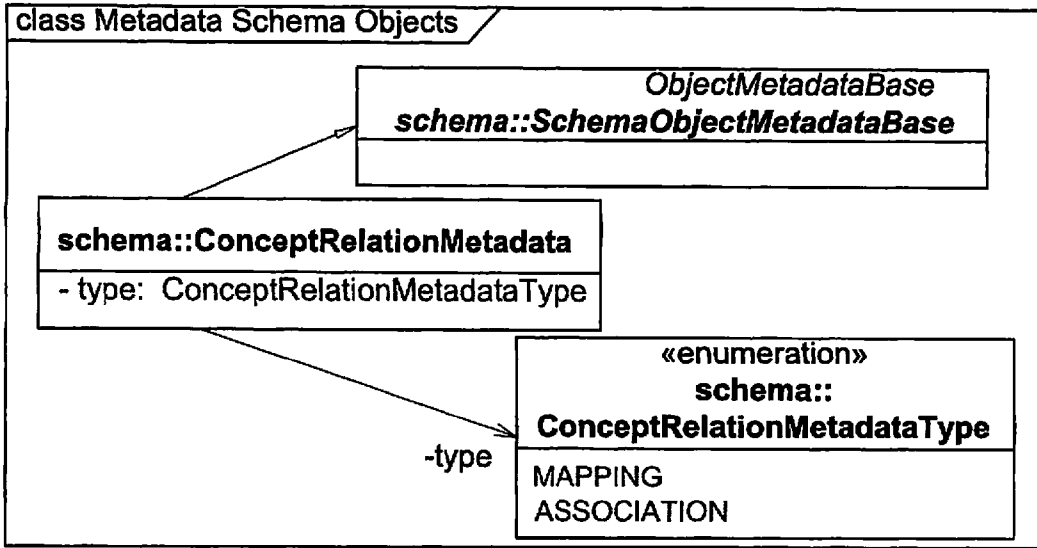 class Metadata Schema Objects
ObjectMetadataBase
schema::SchemaObjectMetadataBase
schema::ConceptRelationMetadata
- type: ConceptRelationMetadataType
«enumeration»
schema::
ConceptRelationMetadataType
-type
MAPPING
ASSOCIATION